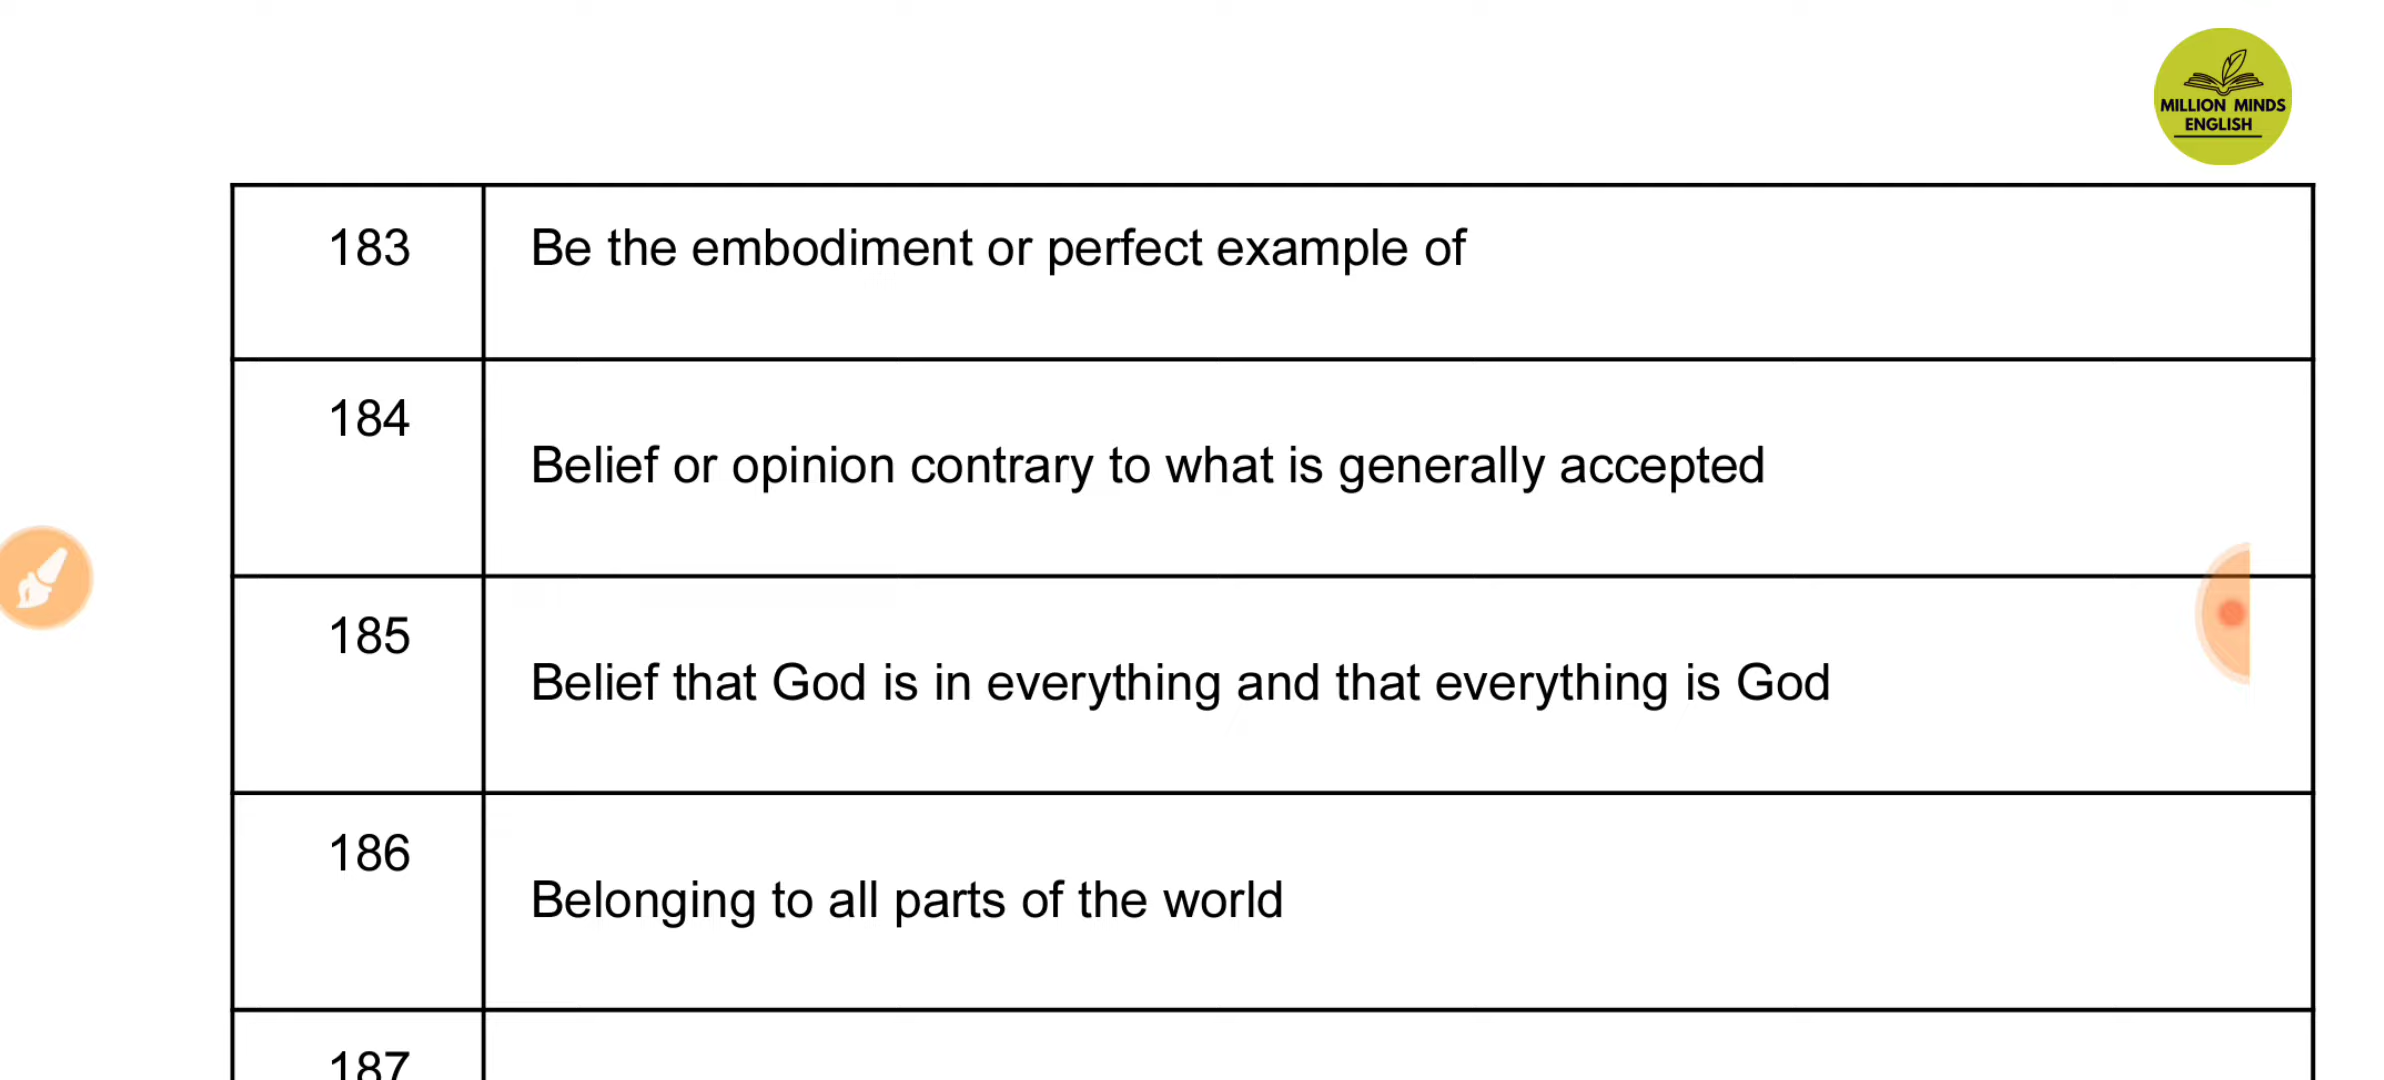 MILLION MINDS
ENGLISH
183 Be the embodiment or perfect example of
184 Belief or opinion contrary to what is generally accepted
185 Belief that God is in everything and that everything is God
186 Belonging to all parts of the world
187